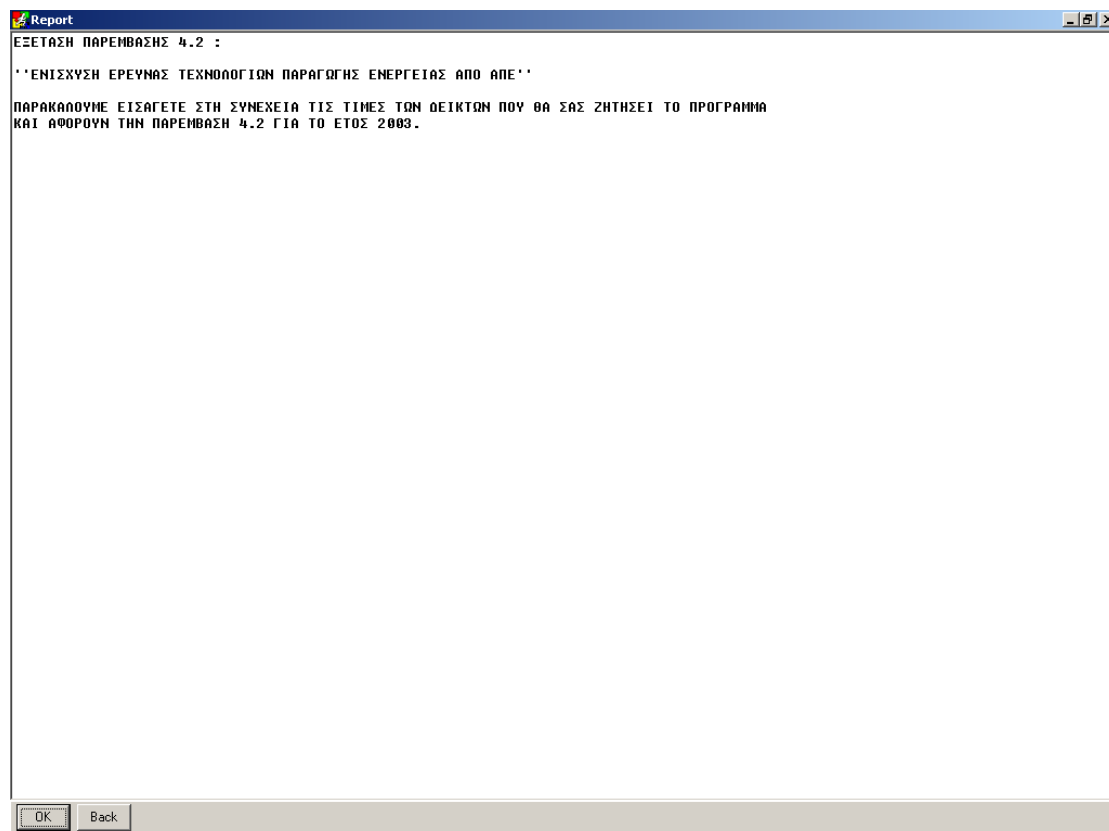 Report
ΕΞΕΤΑΣΗ ΠΑΡΕΜΒΑΣΗΣ 4.2 :
''ΕΝΙΣΧΥΣΗ ΕΡΕΥΝΑΣ ΤΕΧΝΟΛΟΓΙΩΝ ΠΑΡΑΓΩΓΗΣ ΕΝΕΡΓΕΙΑΣ ΑΠΟ ΑΠΕ''
ΠΑΡΑΚΑΛΟΥΜΕ ΕΙΣΑΓΕΤΕ ΣΤΗ ΣΥΝΕΧΕΙΑ ΤΙΣ ΤΙΜΕΣ ΤΩΝ ΔΕΙΚΤΩΝ ΠΟΥ ΘΑ ΣΑΣ ΖΗΤΗΣΕΙ ΤΟ ΠΡΟΓΡΑΜΜΑ
ΚΑΙ ΑΦΟΡΟΥΝ ΤΗΝ ΠΑΡΕΜΒΑΣΗ 4.2 ΓΙΑ ΤΟ ΕΤΟΣ 2003.
OK Back